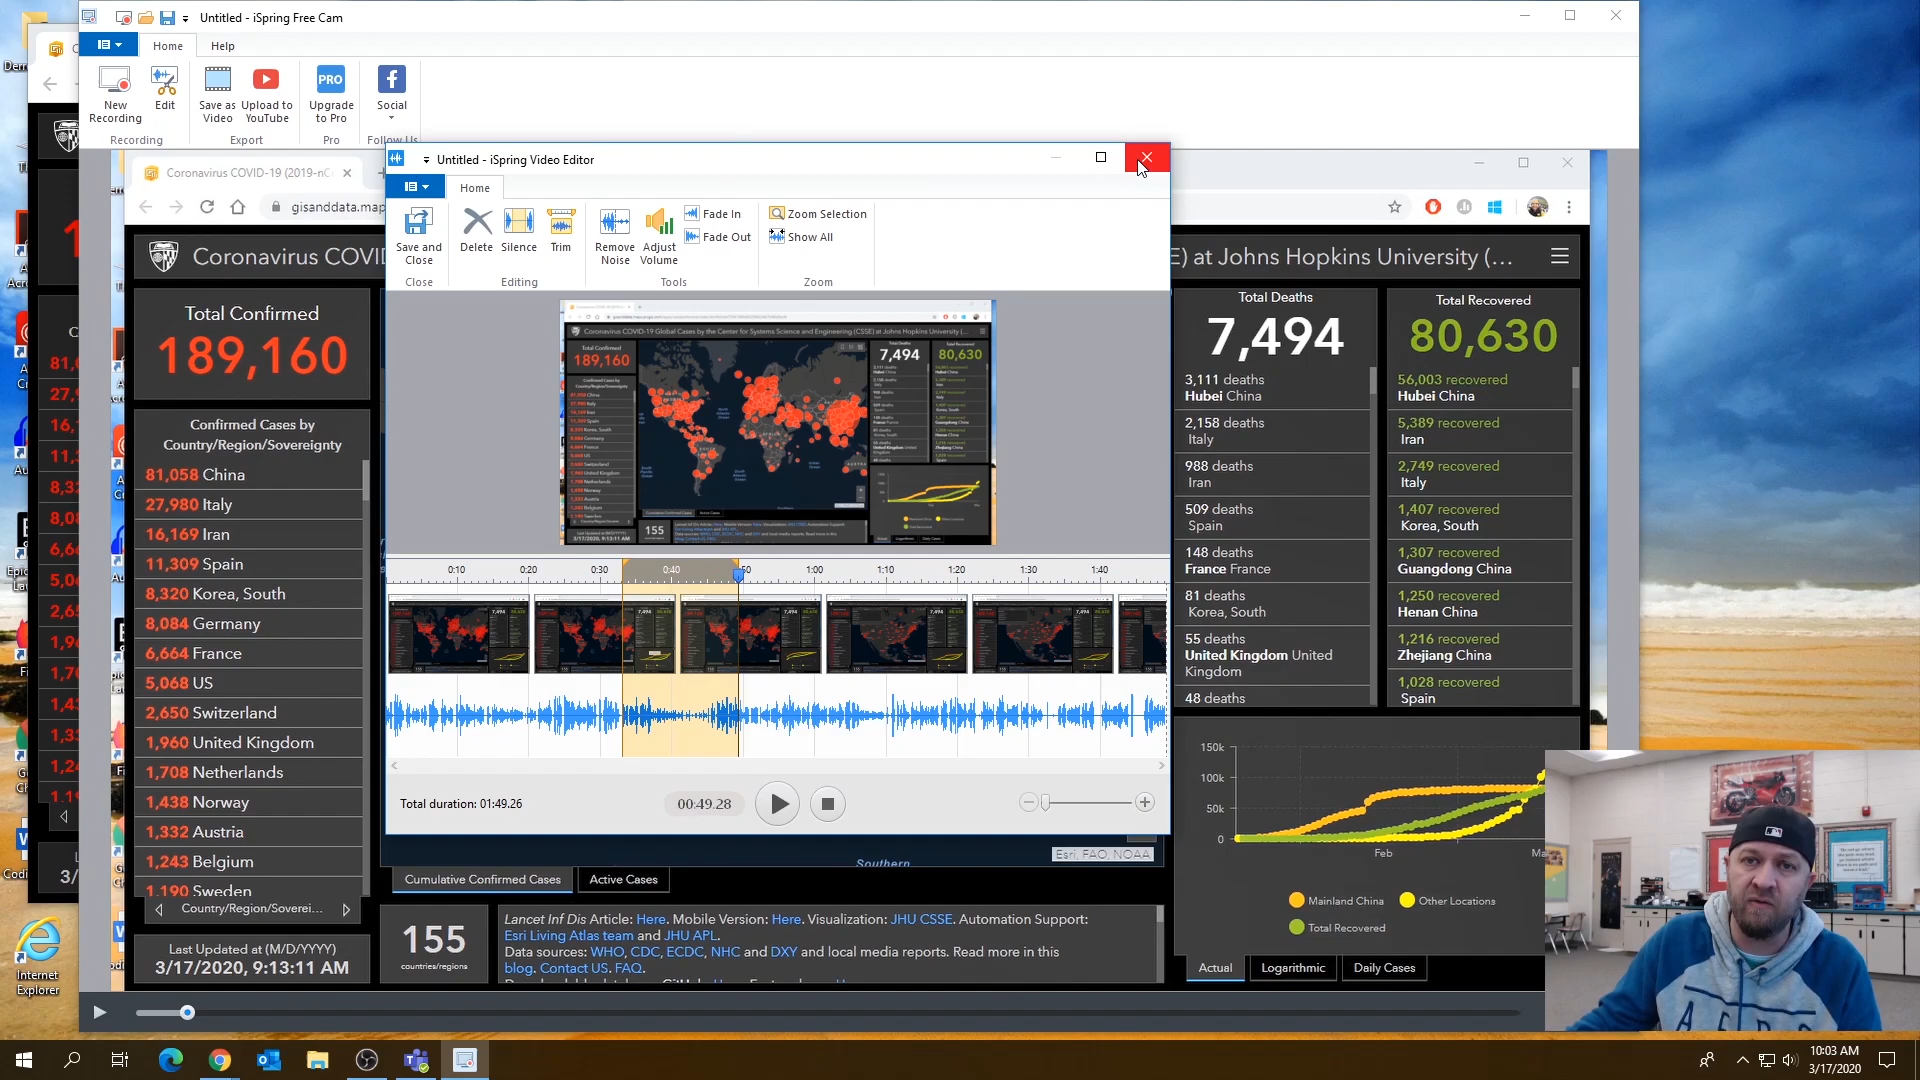 Untitled - iSpring Free Cam
Home
Help
New Recording
Edit
Save as Video
Upload to YouTube
Upgrade to Pro
Social
Recording
Export
Pro
Follow Us
Coronavirus COVID-19 (2019-nC
gisanddata.map
Untitled - iSpring Video Editor
Home
Save and Close
Delete
Silence
Trim
Remove Noise
Adjust Volume
Fade In
Fade Out
Zoom Selection
Show All
Close
Editing
Tools
Zoom
Coronavirus COVI
E) at Johns Hopkins University (...
Total Confirmed
189,160
Confirmed Cases by
Country/Region/Sovereignty
81,058 China
27,980 Italy
16,169 Iran
11,309 Spain
8,320 Korea, South
8,084 Germany
6,664 France
5,068 US
2,650 Switzerland
1,960 United Kingdom
1,708 Netherlands
1,438 Norway
1,332 Austria
1,243 Belgium
1,190 Sweden
Country/Region/Soverei...
Last Updated at (M/D/YYYY)
3/17/2020, 9:13:11 AM
0:10 0:20 0:30 0:40 :50 1:00 1:10 1:20 1:30 1:40
Total duration: 01:49.26
00:49.28
Southern
Esri, FAO, NOAA
Cumulative Confirmed Cases
Active Cases
155
countries/regions
Lancet Inf Dis Article: Here. Mobile Version: Here. Visualization: JHU CSSE. Automation Support:
Esri Living Atlas team and JHU APL.
Data sources: WHO, CDC, ECDC, NHC and DXY and local media reports. Read more in this
blog. Contact US. FAQ.
Total Deaths
7,494
3,111 deaths
Hubei China
2,158 deaths
Italy
988 deaths
Iran
509 deaths
Spain
148 deaths
France France
81 deaths
Korea, South
55 deaths
United Kingdom United
Kingdom
48 deaths
Total Recovered
80,630
56,003 recovered
Hubei China
5,389 recovered
Iran
2,749 recovered
Italy
1,407 recovered
Korea, South
1,307 recovered
Guangdong China
1,250 recovered
Henan China
1,216 recovered
Zhejiang China
1,028 recovered
Spain
150k
100k
50k
0
Feb
Ma
Mainland China
Other Locations
Total Recovered
Actual
Logarithmic
Daily Cases
Internet
Explorer
10:03 AM
3/17/2020